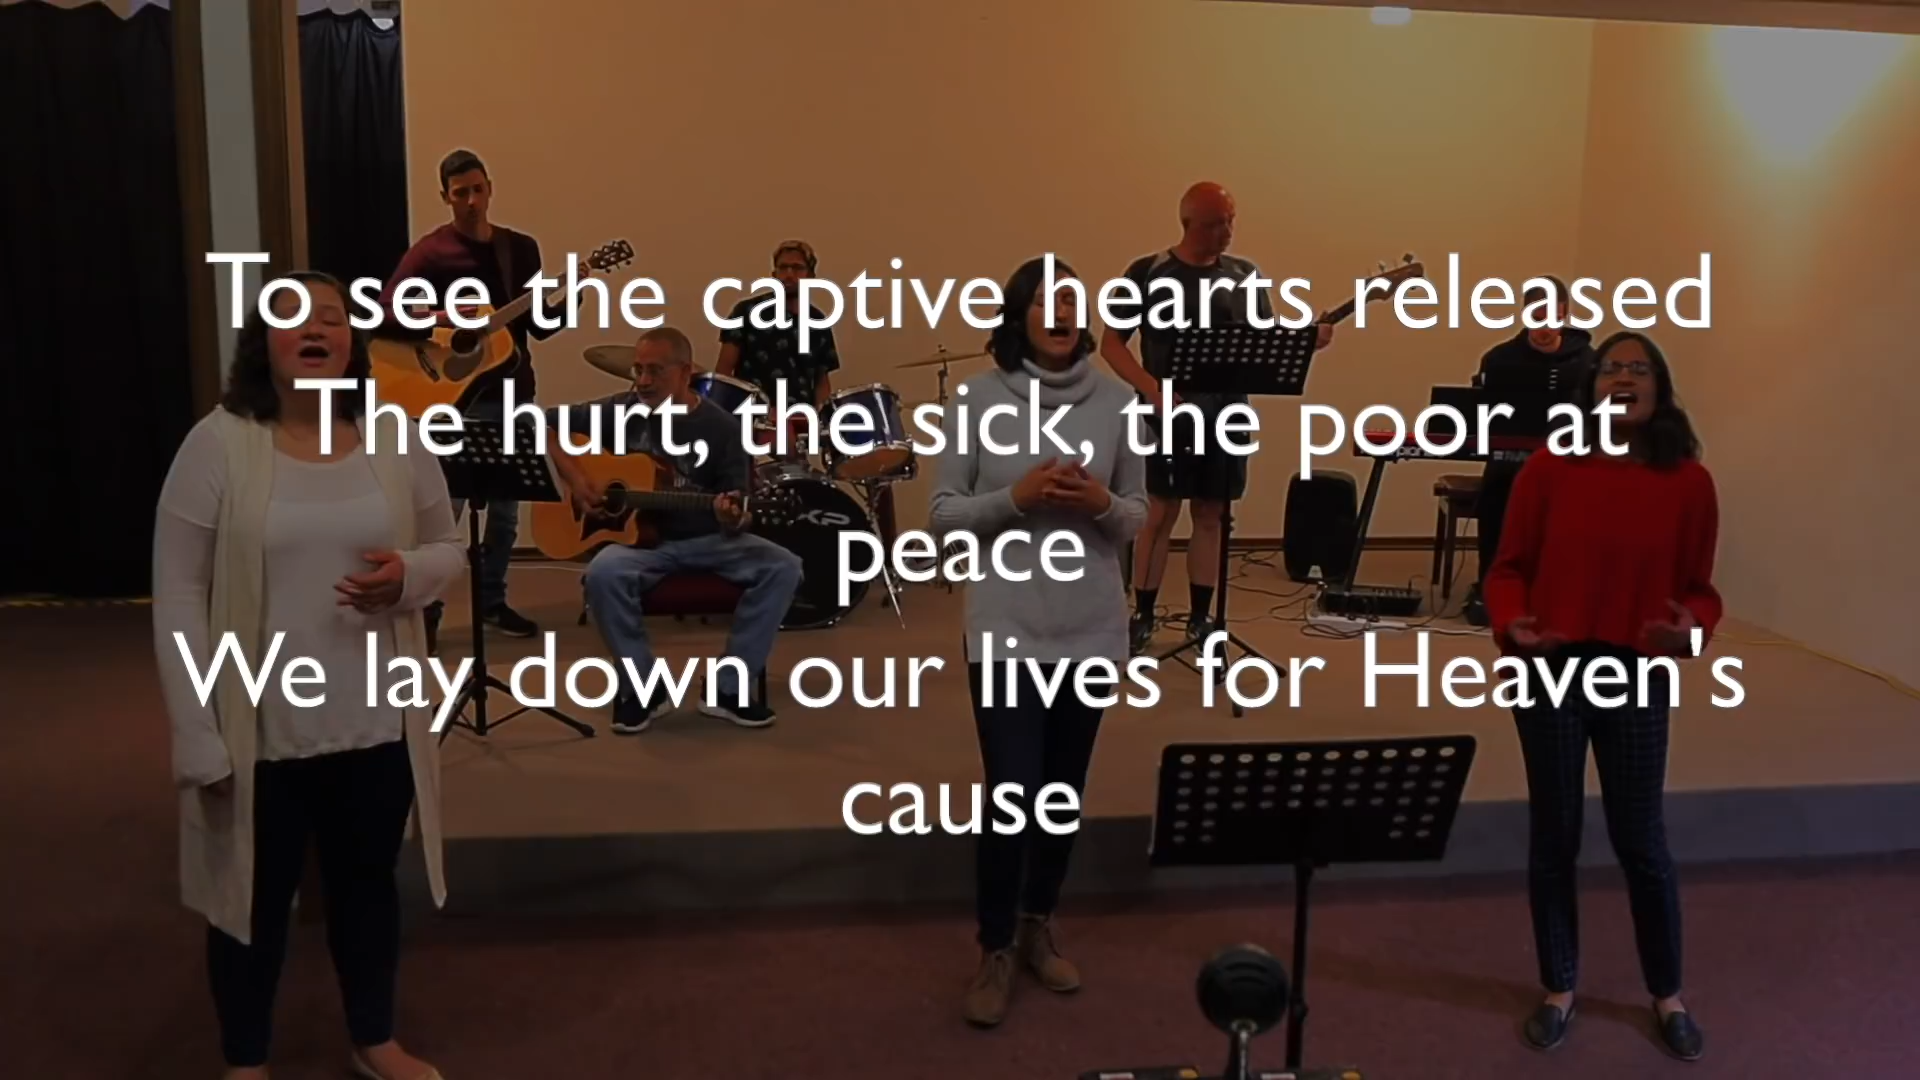 To see the captive hearts released
The hurt, the sick, the poor at
peace
We lay down our lives for Heaven's
cause
XP